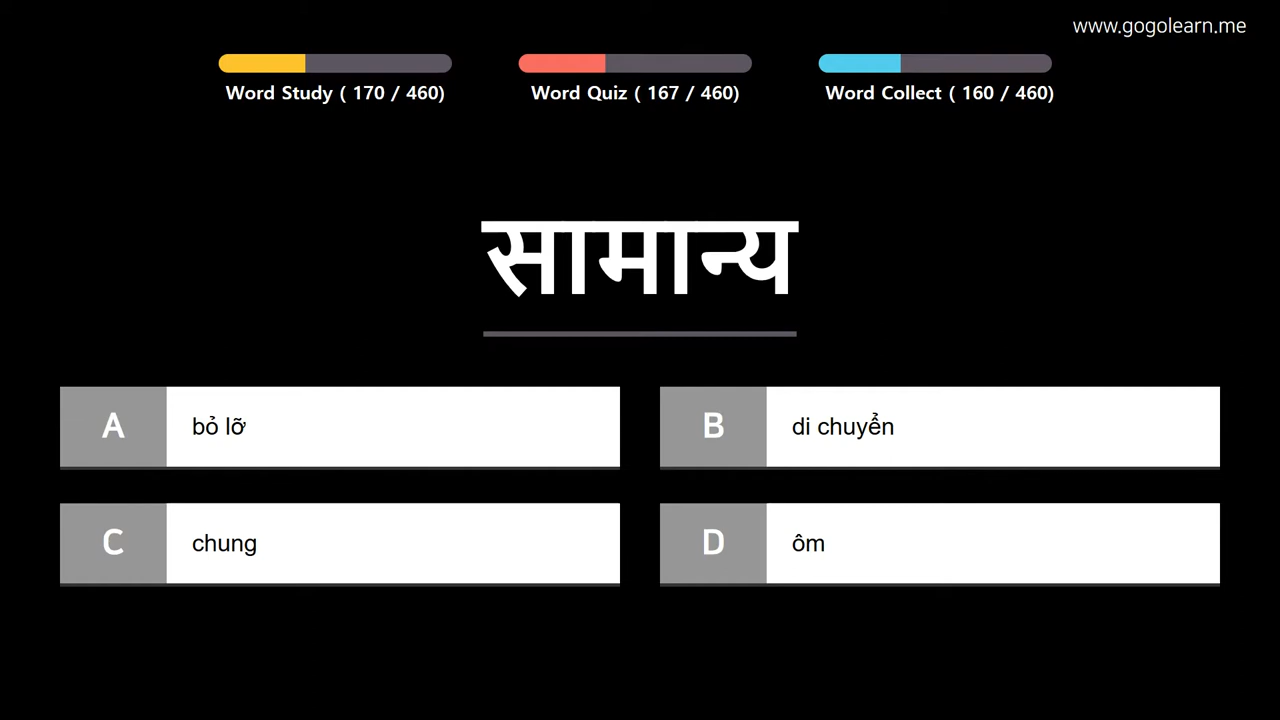 www.gogolearn.me
Word Study ( 170 / 460)
Word Quiz ( 167 / 460)
Word Collect ( 160 / 460)
सामान्य
A bỏ lỡ
B di chuyển
C chung
D ôm